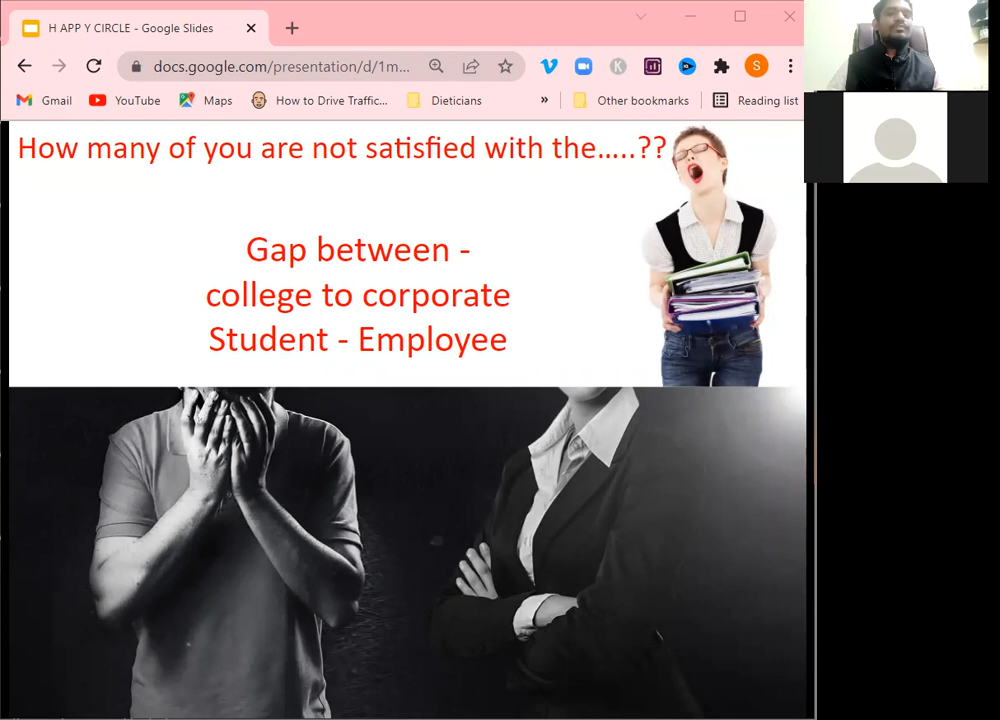 H APP Y CIRCLE - Google Slides
docs.google.com/presentation/d/1m...
S
Gmail
YouTube
Maps
How to Drive Traffic...
Dieticians
»
Other bookmarks
Reading list
How many of you are not satisfied with the.....??
Gap between -
college to corporate
Student - Employee